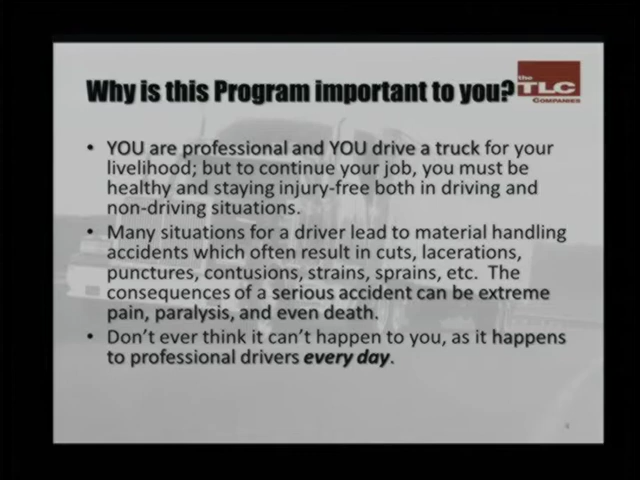 Why is this Program important to you?
the
TLC
COMPANIES
• YOU are professional and YOU drive a truck for your
livelihood; but to continue your job, you must be
healthy and staying injury-free both in driving and
non-driving situations.
• Many situations for a driver lead to material handling
accidents which often result in cuts, lacerations,
punctures, contusions, strains, sprains, etc. The
consequences of a serious accident can be extreme
pain, paralysis, and even death.
• Don't ever think it can't happen to you, as it happens
to professional drivers every day.